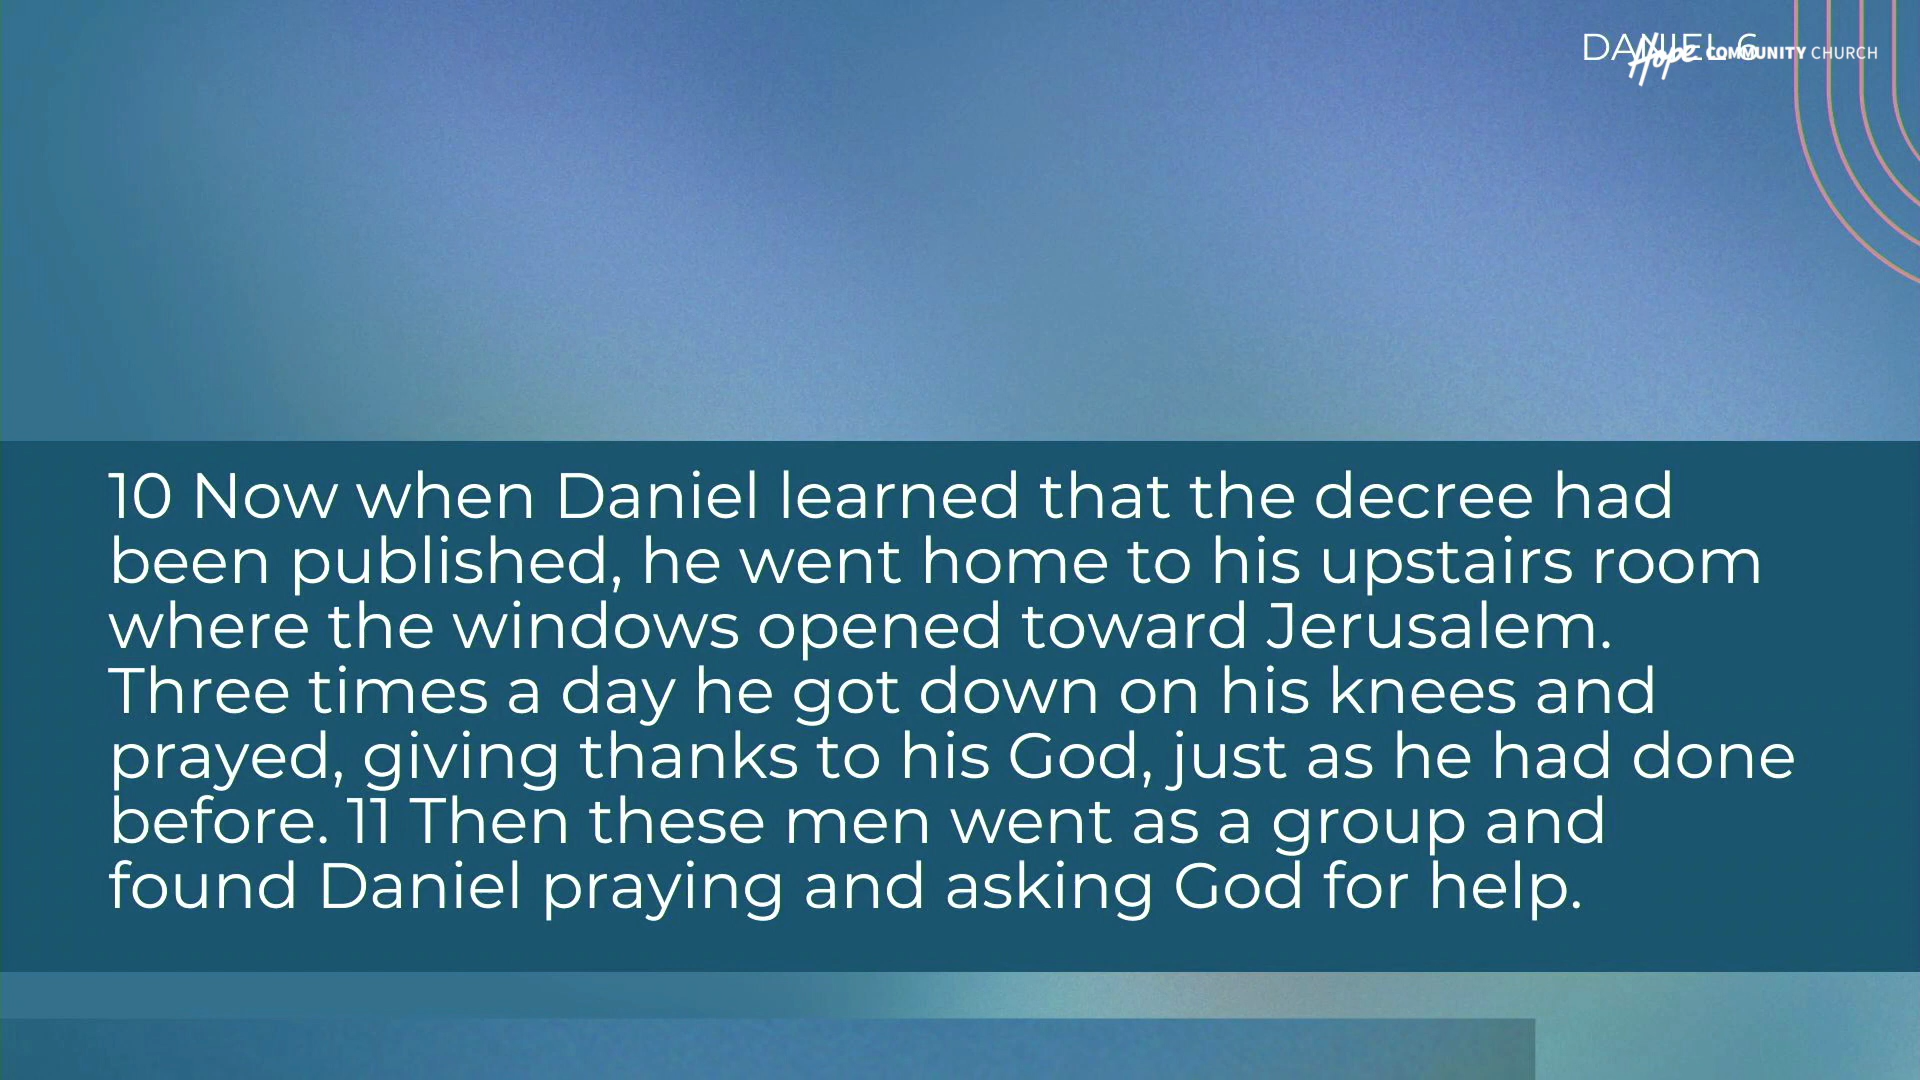 DANIEL 6
Hope COMMUNITY CHURCH
10 Now when Daniel learned that the decree had
been published, he went home to his upstairs room
where the windows opened toward Jerusalem.
Three times a day he got down on his knees and
prayed, giving thanks to his God, just as he had done
before. 11 Then these men went as a group and
found Daniel praying and asking God for help.